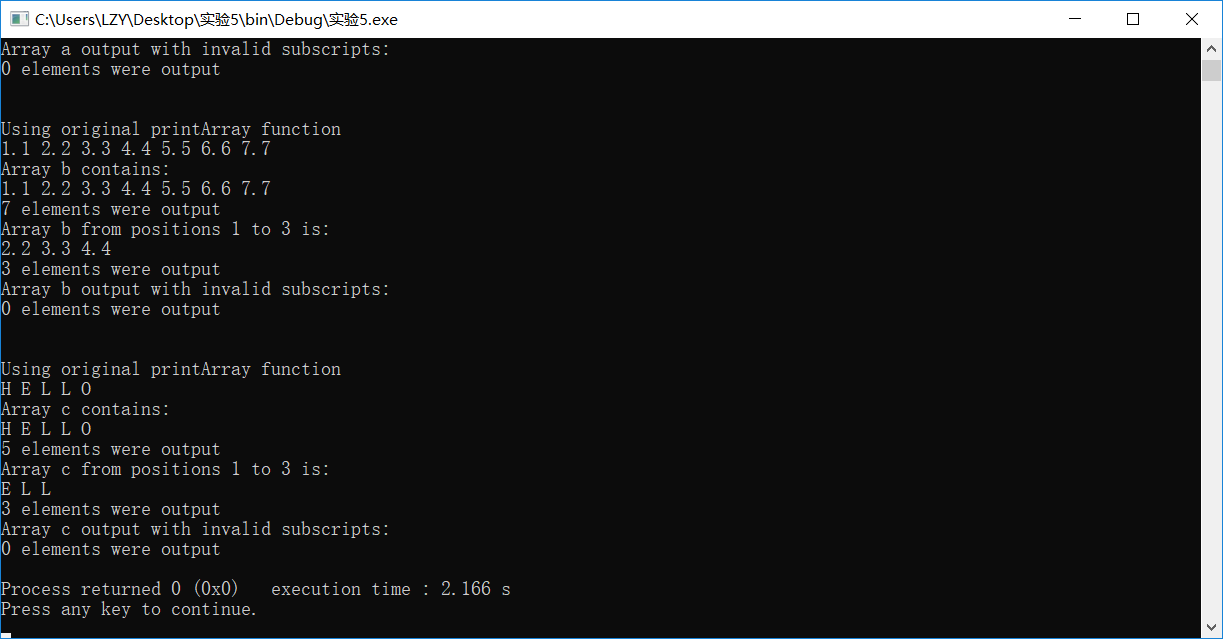 C:\Users\LZY\Desktop\实验5\bin\Debug\实验5.exe
Array a output with invalid subscripts:
0 elements were output
Using original printArray function
1.1 2.2 3.3 4.4 5.5 6.6 7.7
Array b contains:
1.1 2.2 3.3 4.4 5.5 6.6 7.7
7 elements were output
Array b from positions 1 to 3 is:
2.2 3.3 4.4
3 elements were output
Array b output with invalid subscripts:
0 elements were output
Using original printArray function
H E L L O
Array c contains:
H E L L O
5 elements were output
Array c from positions 1 to 3 is:
E L L
3 elements were output
Array c output with invalid subscripts:
0 elements were output
Process returned 0 (0x0)   execution time : 2.166 s
Press any key to continue.